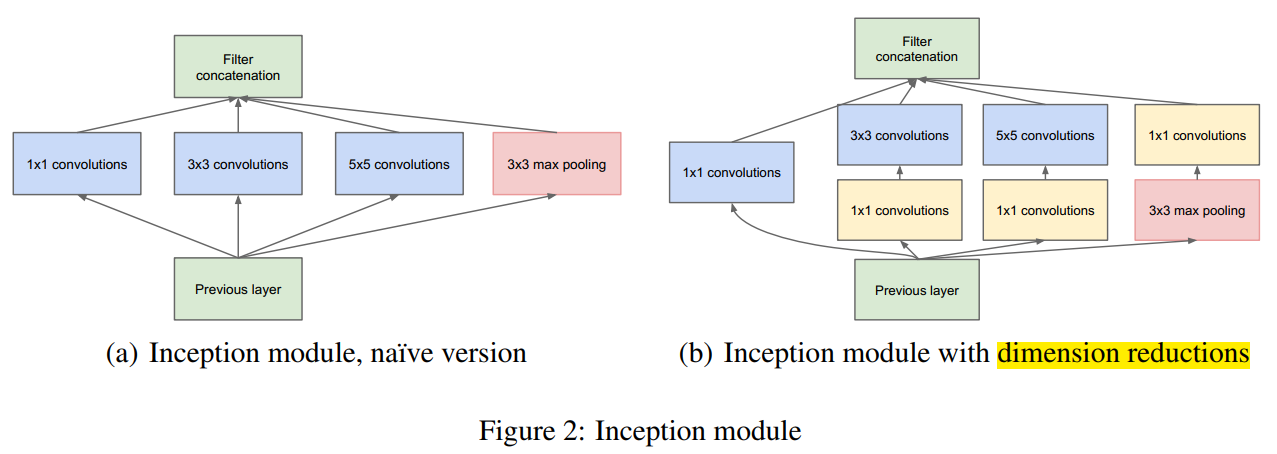 Filter
concatenation
1x1 convolutions
3x3 convolutions
5x5 convolutions
3x3 max pooling
Previous layer
(a) Inception module, naïve version
Filter
concatenation
3x3 convolutions
5x5 convolutions
1x1 convolutions
1x1 convolutions
1x1 convolutions
1x1 convolutions
3x3 max pooling
Previous layer
(b) Inception module with dimension reductions
Figure 2: Inception module